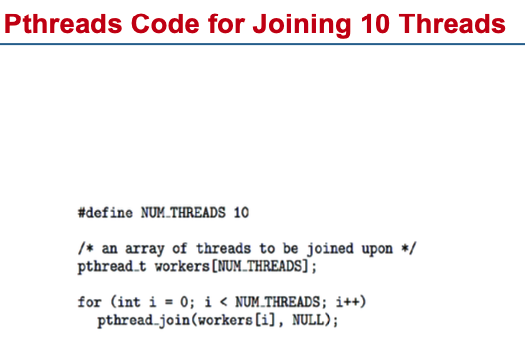 Pthreads Code for Joining 10 Threads
#define NUM_THREADS 10
/* an array of threads to be joined upon */
pthread_t workers[NUM_THREADS];
for (int i = 0; i < NUM_THREADS; i++)
pthread_join(workers[i], NULL);